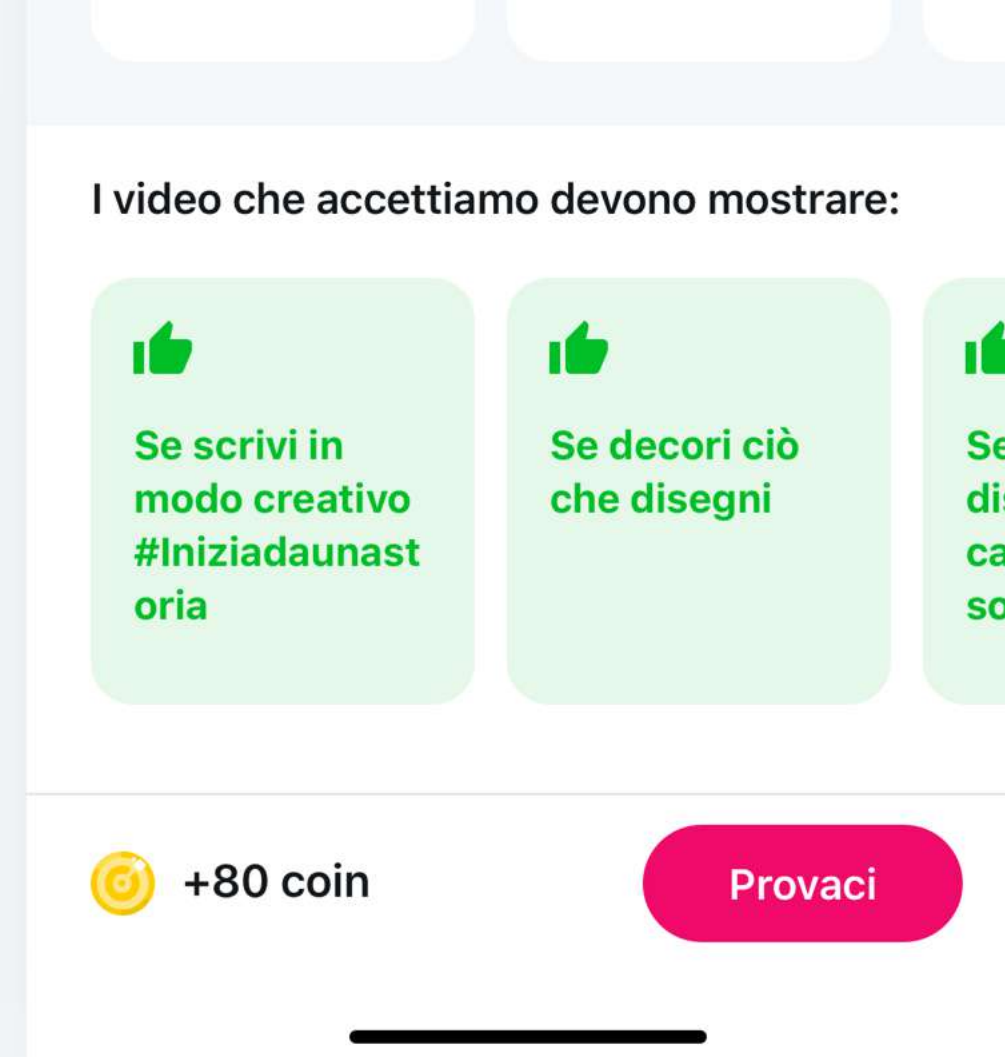 I video che accettiamo devono mostrare:
Se scrivi in
modo creativo
#Iniziadaunast
oria
Se decori ciò
che disegni
+80 coin
Provaci